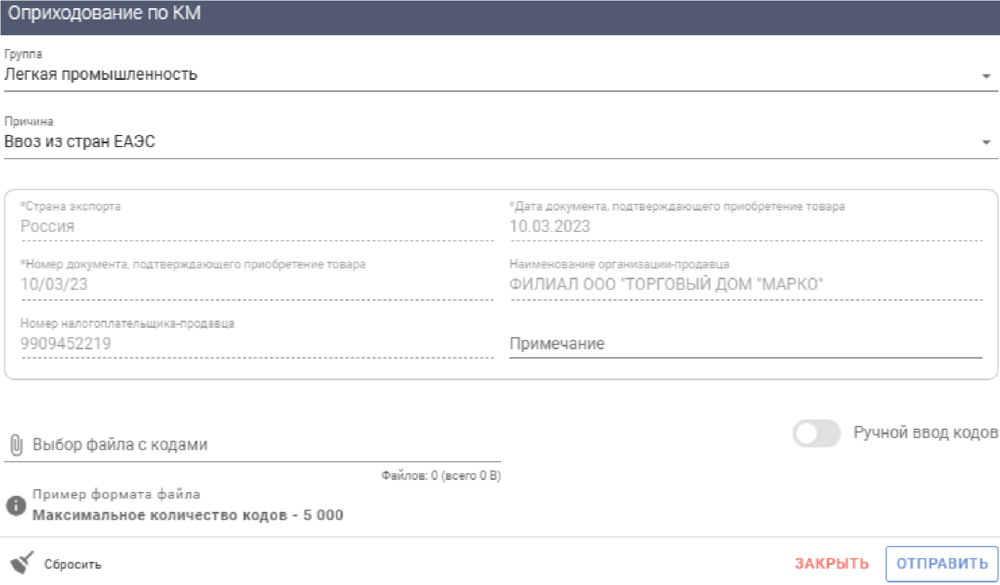 Оприходование по КМ
Группа
Легкая промышленность
Причина
Ввоз из стран ЕАЭС
*Страна экспорта
Россия
*Дата документа, подтверждающего приобретение товара
10.03.2023
*Номер документа, подтверждающего приобретение товара
10/03/23
Наименование организации-продавца
ФИЛИАЛ ООО "ТОРГОВЫЙ ДОМ "МАРКО"
Номер налогоплательщика-продавца
9909452219
Примечание
Выбор файла с кодами
Ручной ввод кодов
Файлов: 0 (всего 0 B)
Пример формата файла
Максимальное количество кодов - 5 000
Сбросить
ЗАКРЫТЬ
ОТПРАВИТЬ